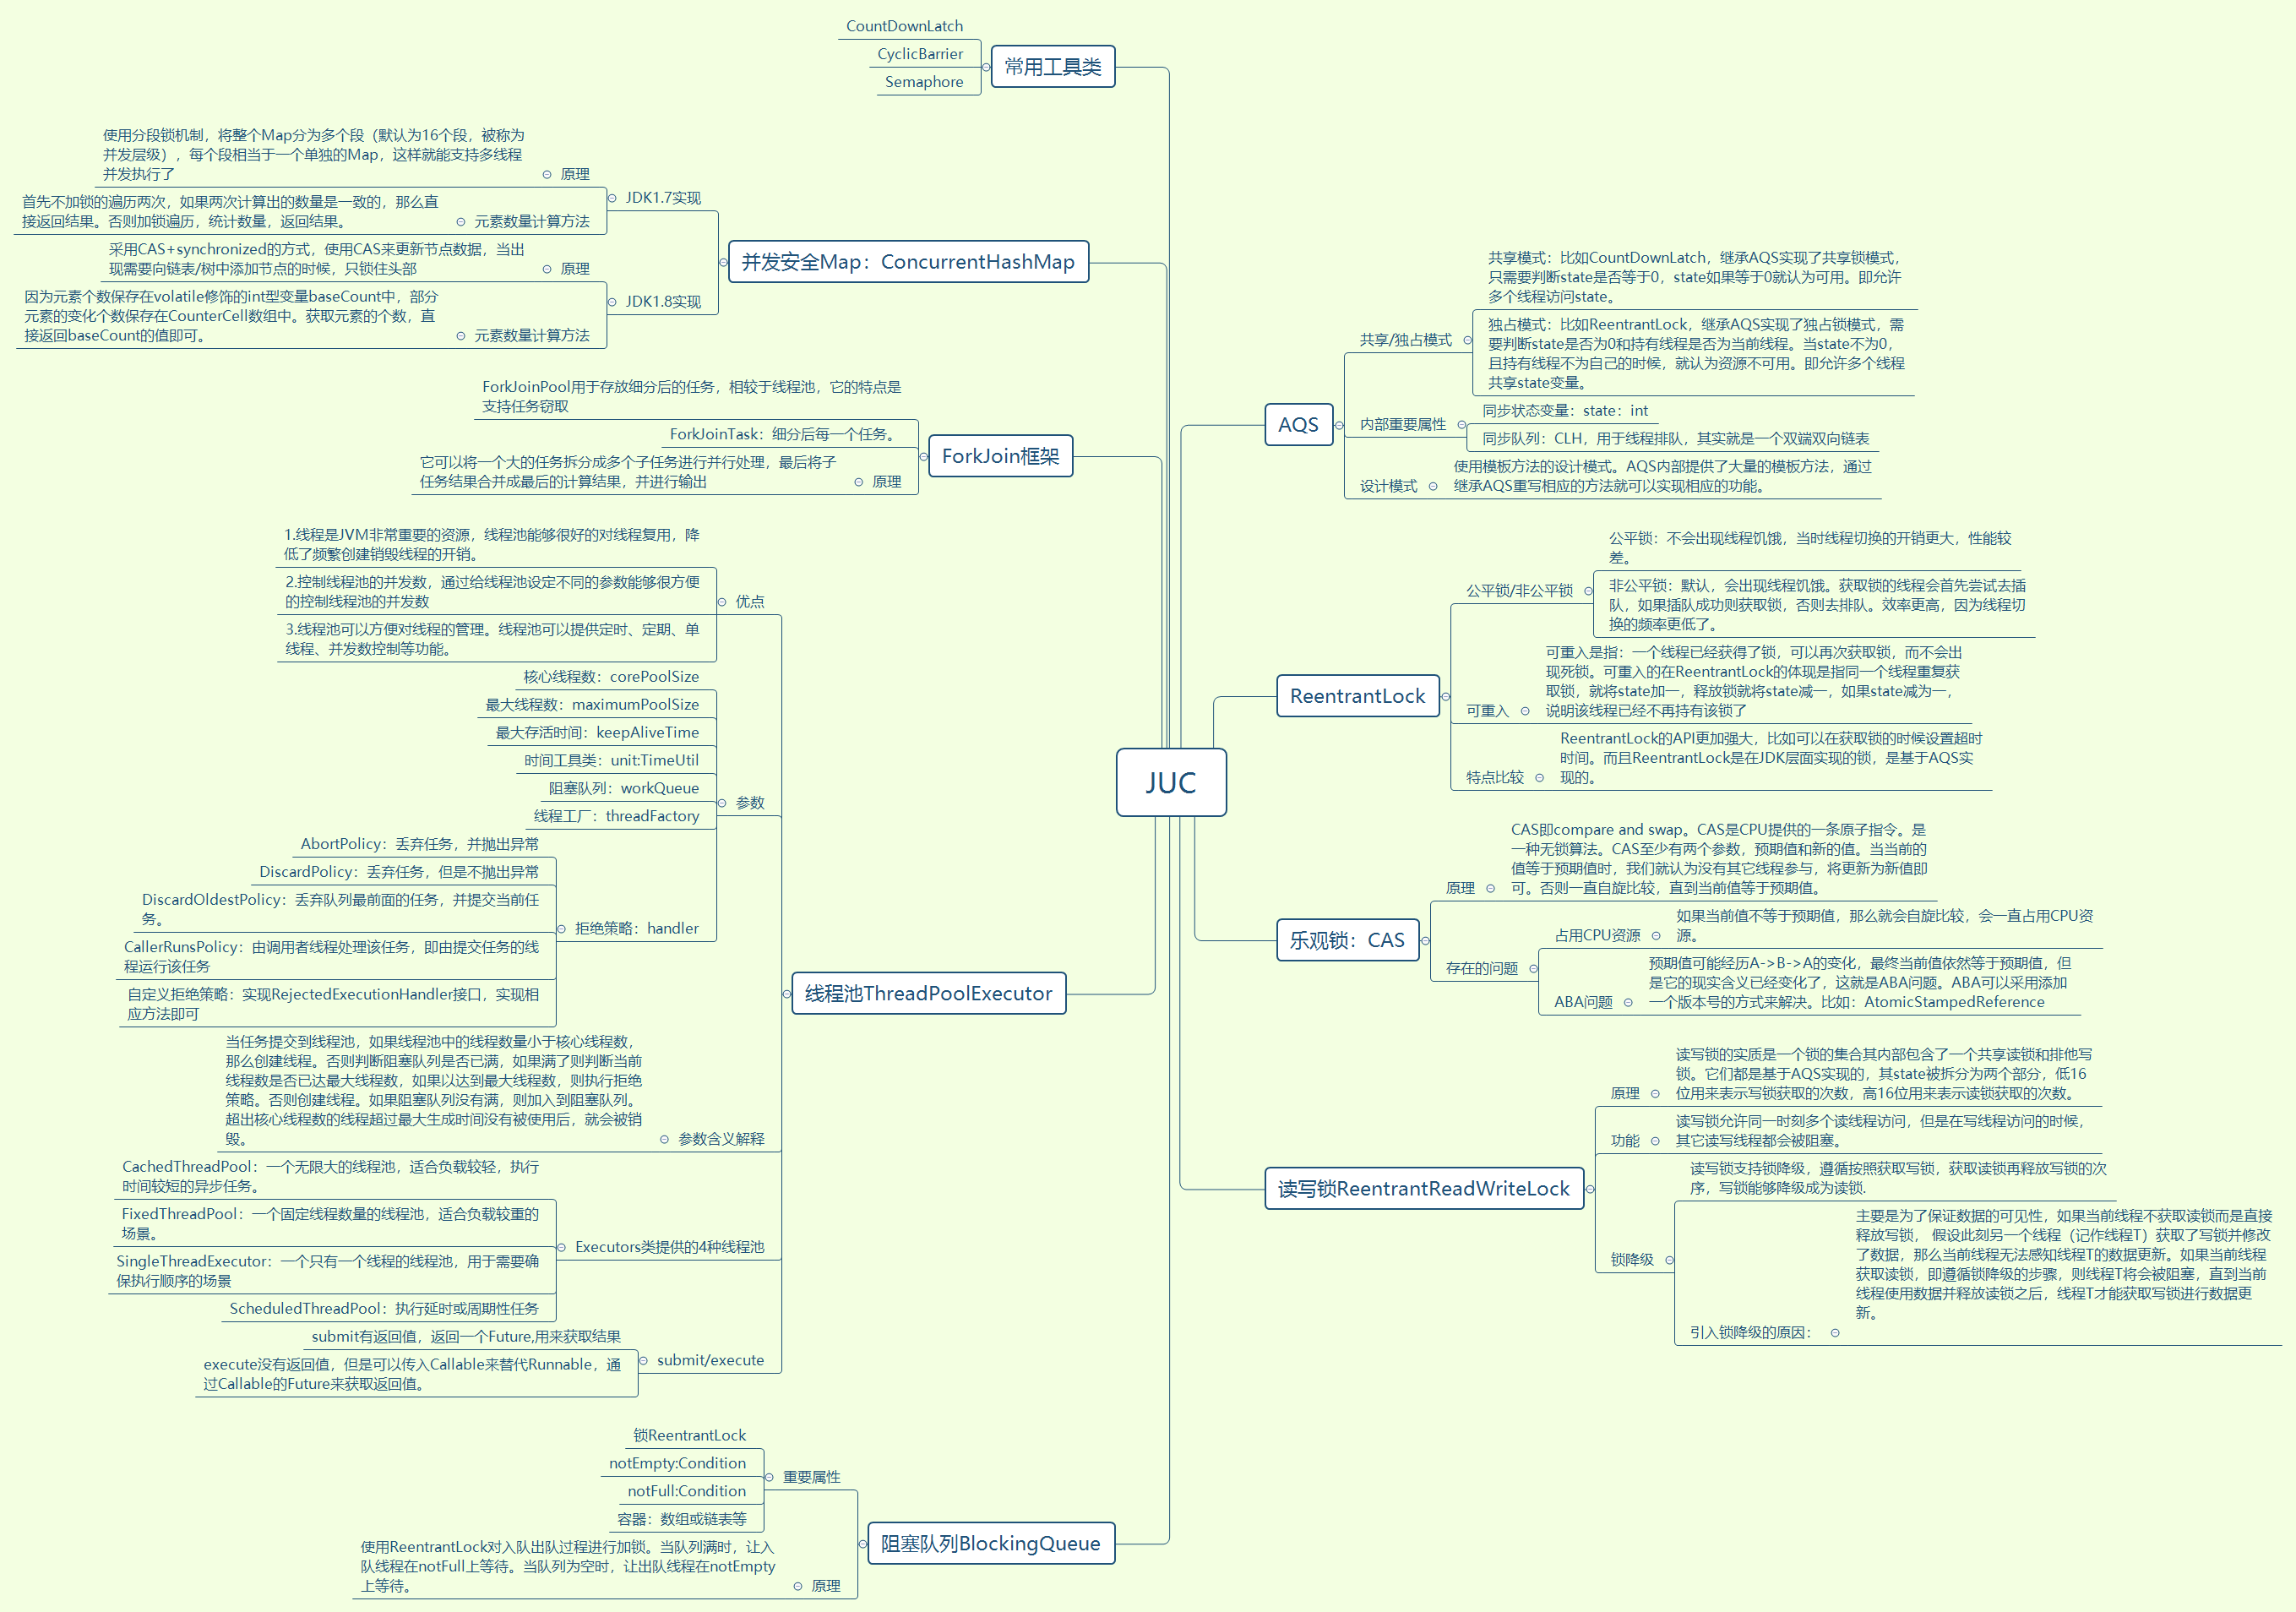 JUC
常用工具类
CountDownLatch
CyclicBarrier
Semaphore
并发安全Map：ConcurrentHashMap
JDK1.7实现
原理
使用分段锁机制，将整个Map分为多个段（默认为16个段，被称为
并发层级），每个段相当于一个单独的Map，这样就能支持多线程
并发执行了
元素数量计算方法
首先不加锁的遍历两次，如果两次计算出的数量是一致的，那么直
接返回结果。否则加锁遍历，统计数量，返回结果。
JDK1.8实现
原理
采用CAS+synchronized的方式，使用CAS来更新节点数据，当出
现需要向链表/树中添加节点的时候，只锁住头部
元素数量计算方法
因为元素个数保存在volatile修饰的int型变量baseCount中，部分
元素的变化个数保存在CounterCell数组中。获取元素的个数，直
接返回baseCount的值即可。
ForkJoin框架
ForkJoinPool用于存放细分后的任务，相较于线程池，它的特点是
支持任务窃取
ForkJoinTask：细分后每一个任务。
原理
它可以将一个大的任务拆分成多个子任务进行并行处理，最后将子
任务结果合并成最后的计算结果，并进行输出
线程池ThreadPoolExecutor
优点
1.线程是JVM非常重要的资源，线程池能够很好的对线程复用，降
低了频繁创建销毁线程的开销。
2.控制线程池的并发数，通过给线程池设定不同的参数能够很方便
的控制线程池的并发数
3.线程池可以方便对线程的管理。线程池可以提供定时、定期、单
线程、并发数控制等功能。
参数
核心线程数：corePoolSize
最大线程数：maximumPoolSize
最大存活时间：keepAliveTime
时间工具类：unit:TimeUtil
阻塞队列：workQueue
线程工厂：threadFactory
拒绝策略：handler
AbortPolicy：丢弃任务，并抛出异常
DiscardPolicy：丢弃任务，但是不抛出异常
DiscardOldestPolicy：丢弃队列最前面的任务，并提交当前任
务。
CallerRunsPolicy：由调用者线程处理该任务，即由提交任务的线
程运行该任务
自定义拒绝策略：实现RejectedExecutionHandler接口，实现相
应方法即可
参数含义解释
当任务提交到线程池，如果线程池中的线程数量小于核心线程数，
那么创建线程。否则判断阻塞队列是否已满，如果满了则判断当前
线程数是否已达最大线程数，如果以达到最大线程数，则执行拒绝
策略。否则创建线程。如果阻塞队列没有满，则加入到阻塞队列。
超出核心线程数的线程超过最大生成时间没有被使用后，就会被销
毁。
Executors类提供的4种线程池
CachedThreadPool：一个无限大的线程池，适合负载较轻，执行
时间较短的异步任务。
FixedThreadPool：一个固定线程数量的线程池，适合负载较重的
场景。
SingleThreadExecutor：一个只有一个线程的线程池，用于需要确
保执行顺序的场景
ScheduledThreadPool：执行延时或周期性任务
submit/execute
submit有返回值，返回一个Future,用来获取结果
execute没有返回值，但是可以传入Callable来替代Runnable，通
过Callable的Future来获取返回值。
阻塞队列BlockingQueue
重要属性
锁ReentrantLock
notEmpty:Condition
notFull:Condition
容器：数组或链表等
原理
使用ReentrantLock对入队出队过程进行加锁。当队列满时，让入
队线程在notFull上等待。当队列为空时，让出队线程在notEmpty
上等待。
AQS
共享/独占模式
共享模式：比如CountDownLatch，继承AQS实现了共享锁模式，
只需要判断state是否等于0，state如果等于0就认为可用。即允许
多个线程访问state。
独占模式：比如ReentrantLock，继承AQS实现了独占锁模式，需
要判断state是否为0和持有线程是否为当前线程。当state不为0，
且持有线程不为自己的时候，就认为资源不可用。即允许多个线程
共享state变量。
内部重要属性
同步状态变量：state：int
同步队列：CLH，用于线程排队，其实就是一个双端双向链表
设计模式
使用模板方法的设计模式。AQS内部提供了大量的模板方法，通过
继承AQS重写相应的方法就可以实现相应的功能。
ReentrantLock
公平锁/非公平锁
公平锁：不会出现线程饥饿，当时线程切换的开销更大，性能较
差。
非公平锁：默认，会出现线程饥饿。获取锁的线程会首先尝试去插
队，如果插队成功则获取锁，否则去排队。效率更高，因为线程切
换的频率更低了。
可重入
可重入是指：一个线程已经获得了锁，可以再次获取锁，而不会出
现死锁。可重入的在ReentrantLock的体现是指同一个线程重复获
取锁，就将state加一，释放锁就将state减一，如果state减为一，
说明该线程已经不再持有该锁了
特点比较
ReentrantLock的API更加强大，比如可以在获取锁的时候设置超时
时间。而且ReentrantLock是在JDK层面实现的锁，是基于AQS实
现的。
乐观锁：CAS
原理
CAS即compare and swap。CAS是CPU提供的一条原子指令。是
一种无锁算法。CAS至少有两个参数，预期值和新的值。当当前的
值等于预期值时，我们就认为没有其它线程参与，将更新为新值即
可。否则一直自旋比较，直到当前值等于预期值。
存在的问题
占用CPU资源
如果当前值不等于预期值，那么就会自旋比较，会一直占用CPU资
源。
ABA问题
预期值可能经历A->B->A的变化，最终当前值依然等于预期值，但
是它的现实含义已经变化了，这就是ABA问题。ABA可以采用添加
一个版本号的方式来解决。比如：AtomicStampedReference
读写锁ReentrantReadWriteLock
原理
读写锁的实质是一个锁的集合其内部包含了一个共享读锁和排他写
锁。它们都是基于AQS实现的，其state被拆分为两个部分，低16
位用来表示写锁获取的次数，高16位用来表示读锁获取的次数。
功能
读写锁允许同一时刻多个读线程访问，但是在写线程访问的时候，
其它读写线程都会被阻塞。
锁降级
读写锁支持锁降级，遵循按照获取写锁，获取读锁再释放写锁的次
序，写锁能够降级成为读锁.
引入锁降级的原因：
主要是为了保证数据的可见性，如果当前线程不获取读锁而是直接
释放写锁， 假设此刻另一个线程（记作线程T）获取了写锁并修改
了数据，那么当前线程无法感知线程T的数据更新。如果当前线程
获取读锁，即遵循锁降级的步骤，则线程T将会被阻塞，直到当前
线程使用数据并释放读锁之后，线程T才能获取写锁进行数据更
新。